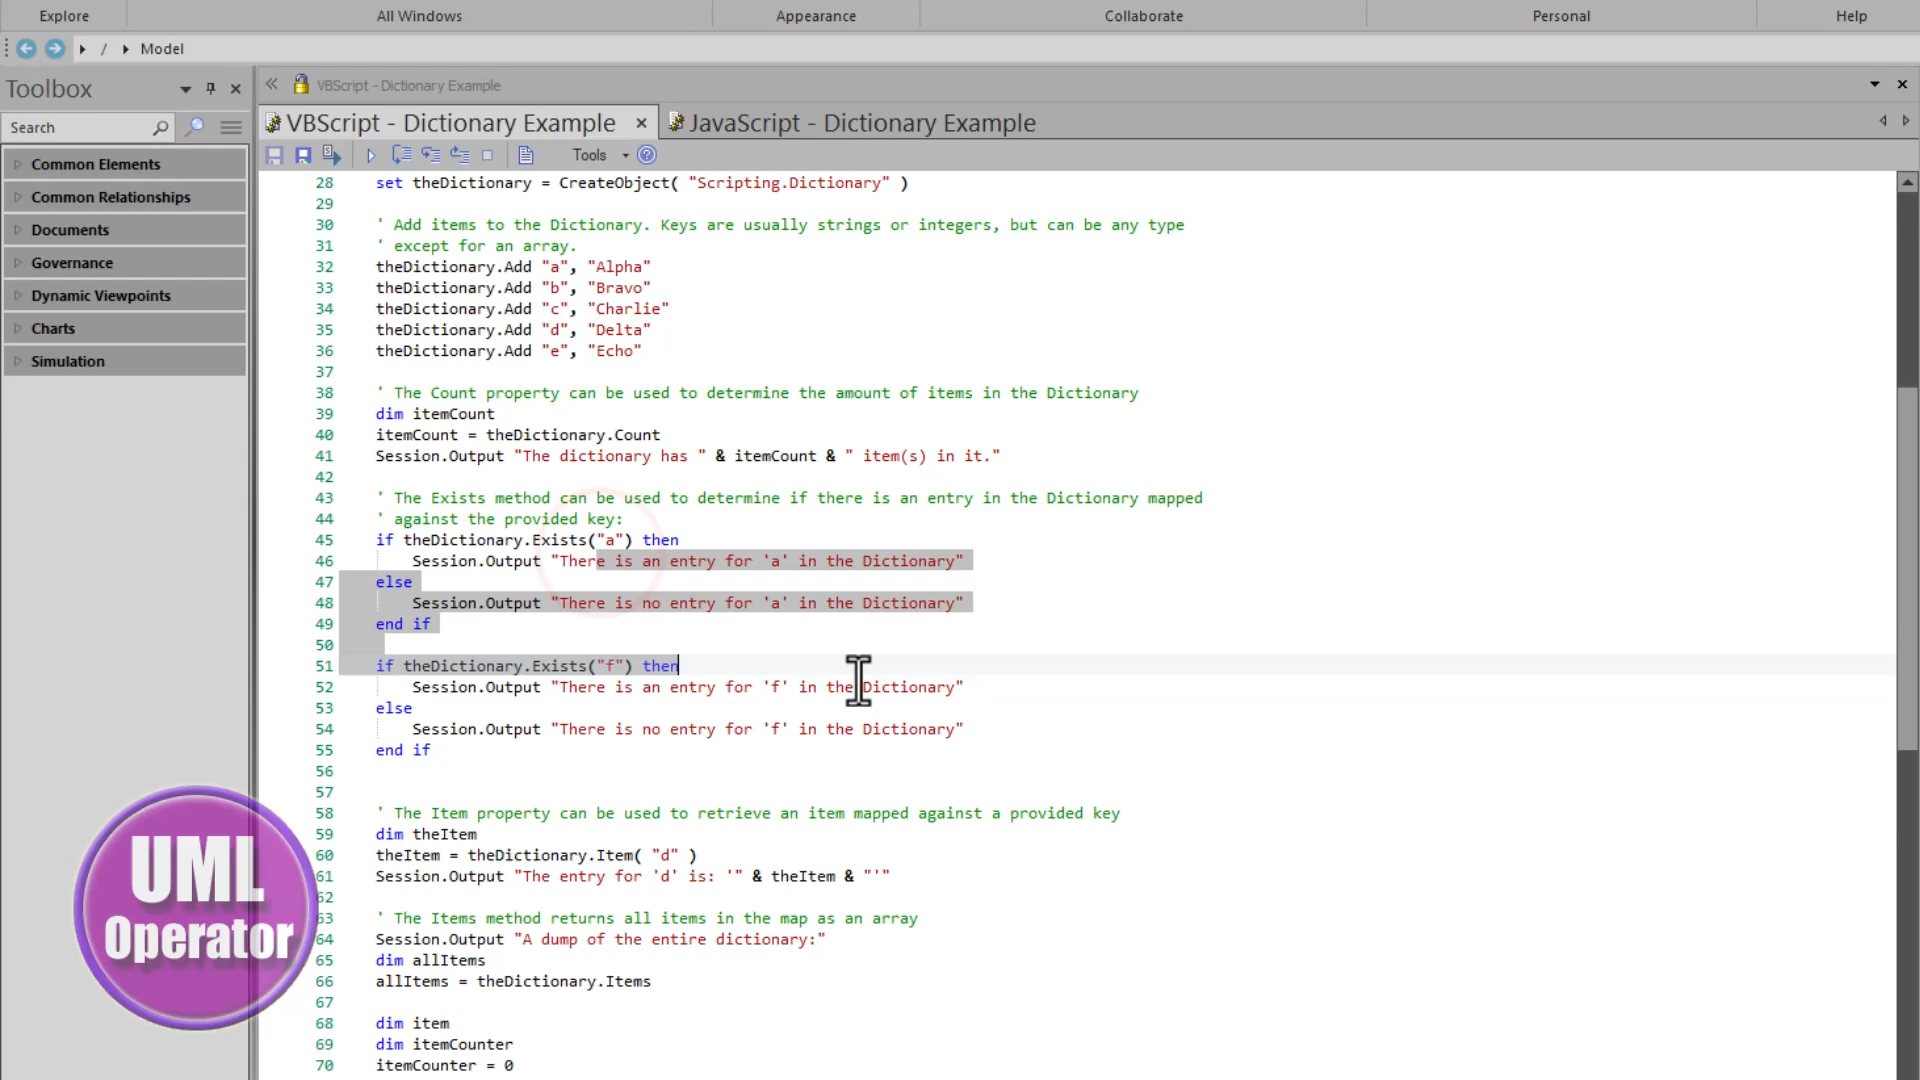 Explore
All Windows
Appearance
Collaborate
Personal
Help
/
Model
Toolbox
VBScript - Dictionary Example
Search
VBScript - Dictionary Example
JavaScript - Dictionary Example
Tools
Common Elements
Common Relationships
Documents
Governance
Dynamic Viewpoints
Charts
Simulation
28 set theDictionary = CreateObject( "Scripting.Dictionary" )
29
30 ' Add items to the Dictionary. Keys are usually strings or integers, but can be any type
31 ' except for an array.
32 theDictionary.Add "a", "Alpha"
33 theDictionary.Add "b", "Bravo"
34 theDictionary.Add "c", "Charlie"
35 theDictionary.Add "d", "Delta"
36 theDictionary.Add "e", "Echo"
37
38 ' The Count property can be used to determine the amount of items in the Dictionary
39 dim itemCount
40 itemCount = theDictionary.Count
41 Session.Output "The dictionary has " & itemCount & " item(s) in it."
42
43 ' The Exists method can be used to determine if there is an entry in the Dictionary mapped
44 ' against the provided key:
45 if theDictionary.Exists("a") then
46 Session.Output "There is an entry for 'a' in the Dictionary"
47 else
48 Session.Output "There is no entry for 'a' in the Dictionary"
49 end if
50
51 if theDictionary.Exists("f") then
52 Session.Output "There is an entry for 'f' in the Dictionary"
53 else
54 Session.Output "There is no entry for 'f' in the Dictionary"
55 end if
56
57
58 ' The Item property can be used to retrieve an item mapped against a provided key
59 dim theItem
60 theItem = theDictionary.Item( "d" )
61 Session.Output "The entry for 'd' is: '" & theItem & "'"
62
63 ' The Items method returns all items in the map as an array
64 Session.Output "A dump of the entire dictionary:"
65 dim allItems
66 allItems = theDictionary.Items
67
68 dim item
69 dim itemCounter
70 itemCounter = 0
UML
Operator